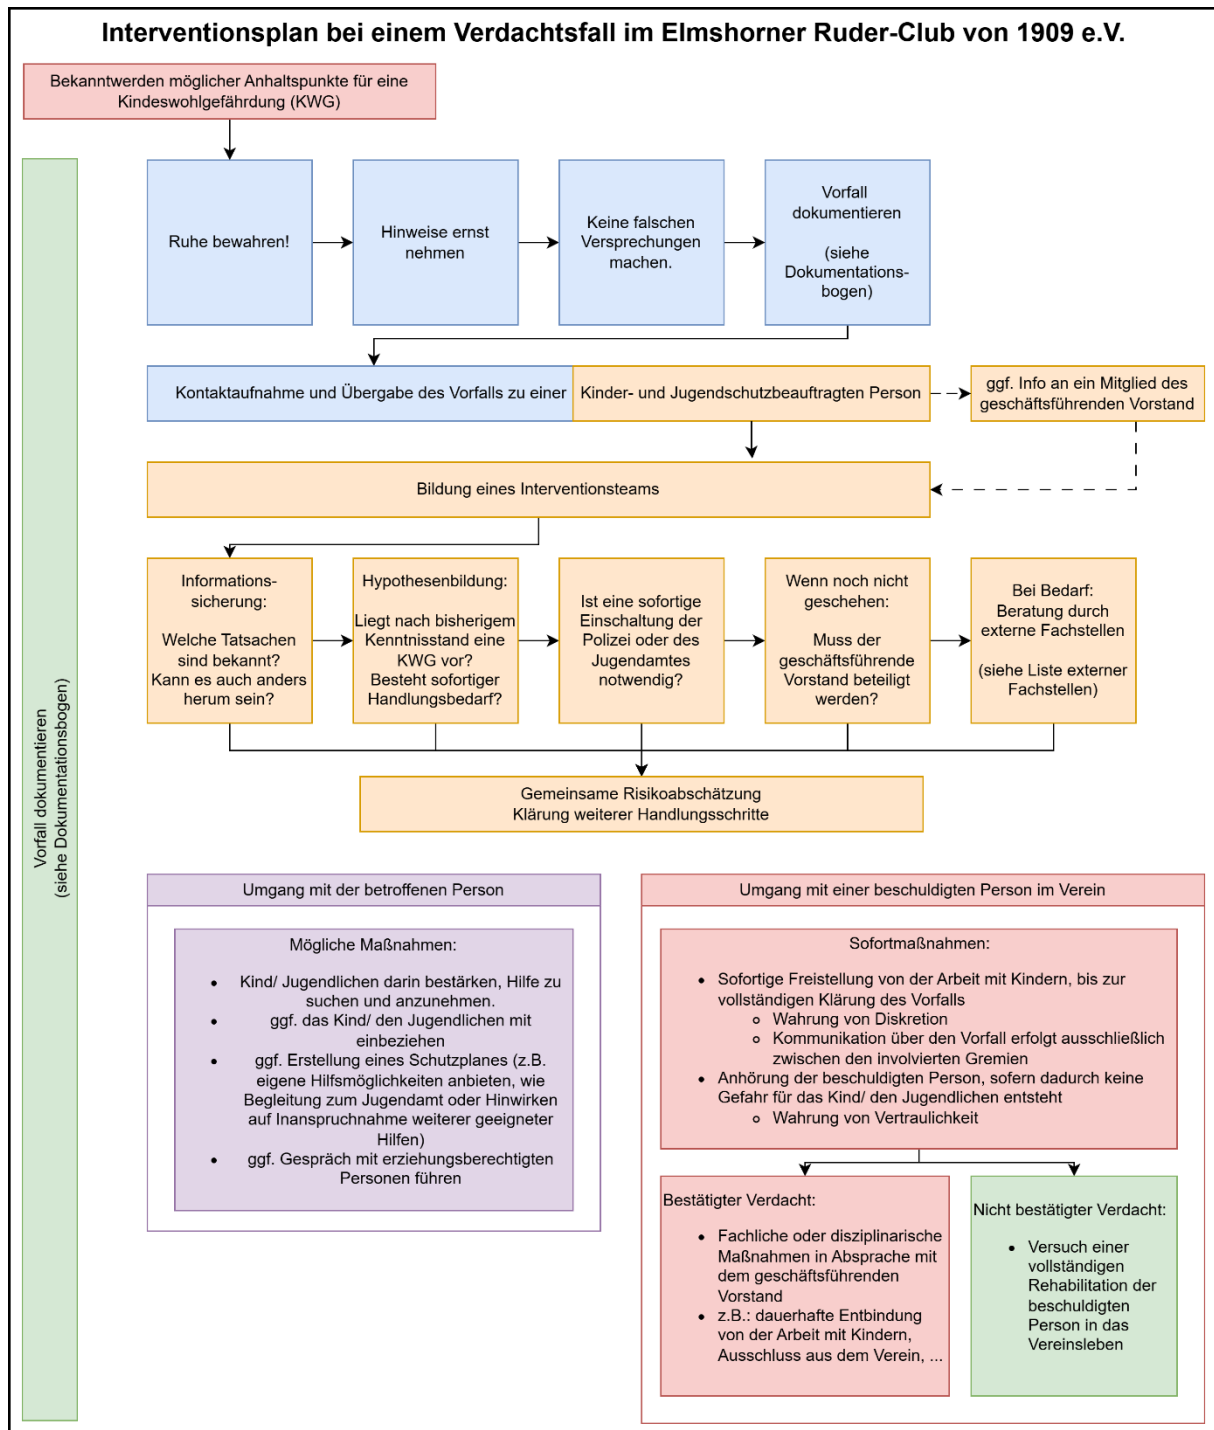 Interventionsplan bei einem Verdachtsfall im Elmshorner Ruder-Club von 1909 e.V.
Bekanntwerden möglicher Anhaltspunkte für eine
Kindeswohlgefährdung (KWG)
Vorfall dokumentieren
(siehe Dokumentationsbogen)
Ruhe bewahren!
Hinweise ernst
nehmen
Keine falschen
Versprechungen
machen.
Vorfall
dokumentieren
(siehe
Dokumentations-
bogen)
Kontaktaufnahme und Übergabe des Vorfalls zu einer
Kinder- und Jugendschutzbeauftragten Person
ggf. Info an ein Mitglied des
geschäftsführenden Vorstand
Bildung eines Interventionsteams
Informations-
sicherung:
Welche Tatsachen
sind bekannt?
Kann es auch anders
herum sein?
Hypothesenbildung:
Liegt nach bisherigem
Kenntnisstand eine
KWG vor?
Besteht sofortiger
Handlungsbedarf?
Ist eine sofortige
Einschaltung der
Polizei oder des
Jugendamtes
notwendig?
Wenn noch nicht
geschehen:
Muss der
geschäftsführende
Vorstand beteiligt
werden?
Bei Bedarf:
Beratung durch
externe Fachstellen
(siehe Liste externer
Fachstellen)
Gemeinsame Risikoabschätzung
Klärung weiterer Handlungsschritte
Umgang mit der betroffenen Person
Mögliche Maßnahmen:
• Kind/ Jugendlichen darin bestärken, Hilfe zu
suchen und anzunehmen.
• ggf. das Kind/ den Jugendlichen mit
einbeziehen
• ggf. Erstellung eines Schutzplanes (z.B.
eigene Hilfsmöglichkeiten anbieten, wie
Begleitung zum Jugendamt oder Hinwirken
auf Inanspruchnahme weiterer geeigneter
Hilfen)
• ggf. Gespräch mit erziehungsberechtigten
Personen führen
Umgang mit einer beschuldigten Person im Verein
Sofortmaßnahmen:
• Sofortige Freistellung von der Arbeit mit Kindern, bis zur
vollständigen Klärung des Vorfalls
○ Wahrung von Diskretion
○ Kommunikation über den Vorfall erfolgt ausschließlich
zwischen den involvierten Gremien
• Anhörung der beschuldigten Person, sofern dadurch keine
Gefahr für das Kind/ den Jugendlichen entsteht
○ Wahrung von Vertraulichkeit
Bestätigter Verdacht:
• Fachliche oder disziplinarische
Maßnahmen in Absprache mit
dem geschäftsführenden
Vorstand
• z.B.: dauerhafte Entbindung
von der Arbeit mit Kindern,
Ausschluss aus dem Verein, ...
Nicht bestätigter Verdacht:
• Versuch einer
vollständigen
Rehabilitation der
beschuldigten
Person in das
Vereinsleben